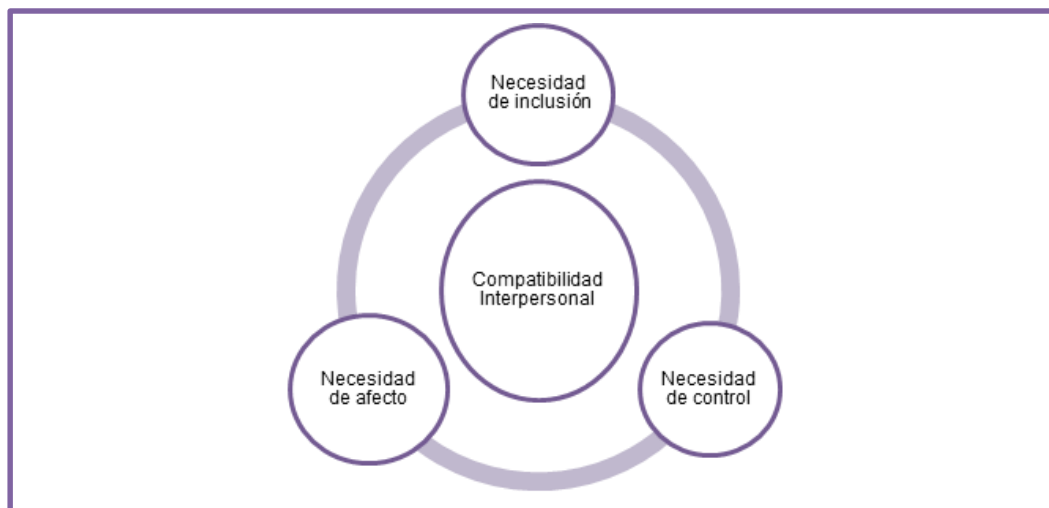 Necesidad
de inclusión
Compatibilidad
Interpersonal
Necesidad
de afecto
Necesidad
de control